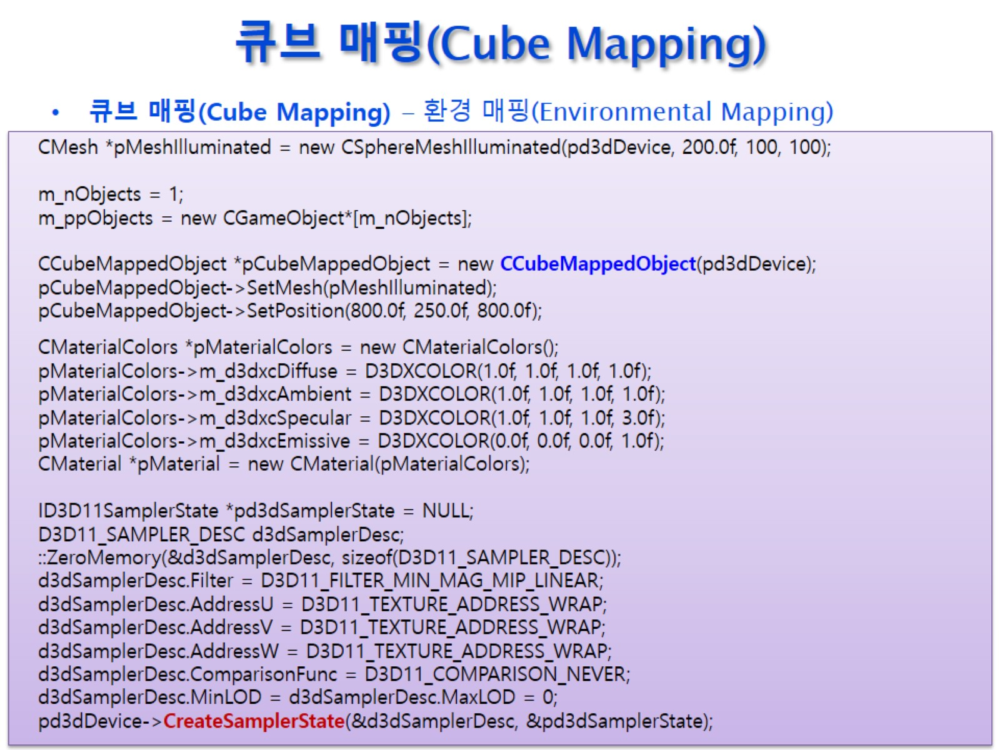 큐브 매핑(Cube Mapping)
• 큐브 매핑(Cube Mapping) – 환경 매핑(Environmental Mapping)
CMesh *pMeshIlluminated = new CSphereMeshIlluminated(pd3dDevice, 200.0f, 100, 100);
m_nObjects = 1;
m_ppObjects = new CGameObject*[m_nObjects];
CCubeMappedObject *pCubeMappedObject = new CCubeMappedObject(pd3dDevice);
pCubeMappedObject->SetMesh(pMeshIlluminated);
pCubeMappedObject->SetPosition(800.0f, 250.0f, 800.0f);
CMaterialColors *pMaterialColors = new CMaterialColors();
pMaterialColors->m_d3dxcDiffuse = D3DXCOLOR(1.0f, 1.0f, 1.0f, 1.0f);
pMaterialColors->m_d3dxcAmbient = D3DXCOLOR(1.0f, 1.0f, 1.0f, 1.0f);
pMaterialColors->m_d3dxcSpecular = D3DXCOLOR(1.0f, 1.0f, 1.0f, 3.0f);
pMaterialColors->m_d3dxcEmissive = D3DXCOLOR(0.0f, 0.0f, 0.0f, 1.0f);
CMaterial *pMaterial = new CMaterial(pMaterialColors);
ID3D11SamplerState *pd3dSamplerState = NULL;
D3D11_SAMPLER_DESC d3dSamplerDesc;
::ZeroMemory(&d3dSamplerDesc, sizeof(D3D11_SAMPLER_DESC));
d3dSamplerDesc.Filter = D3D11_FILTER_MIN_MAG_MIP_LINEAR;
d3dSamplerDesc.AddressU = D3D11_TEXTURE_ADDRESS_WRAP;
d3dSamplerDesc.AddressV = D3D11_TEXTURE_ADDRESS_WRAP;
d3dSamplerDesc.AddressW = D3D11_TEXTURE_ADDRESS_WRAP;
d3dSamplerDesc.ComparisonFunc = D3D11_COMPARISON_NEVER;
d3dSamplerDesc.MinLOD = d3dSamplerDesc.MaxLOD = 0;
pd3dDevice->CreateSamplerState(&d3dSamplerDesc, &pd3dSamplerState);